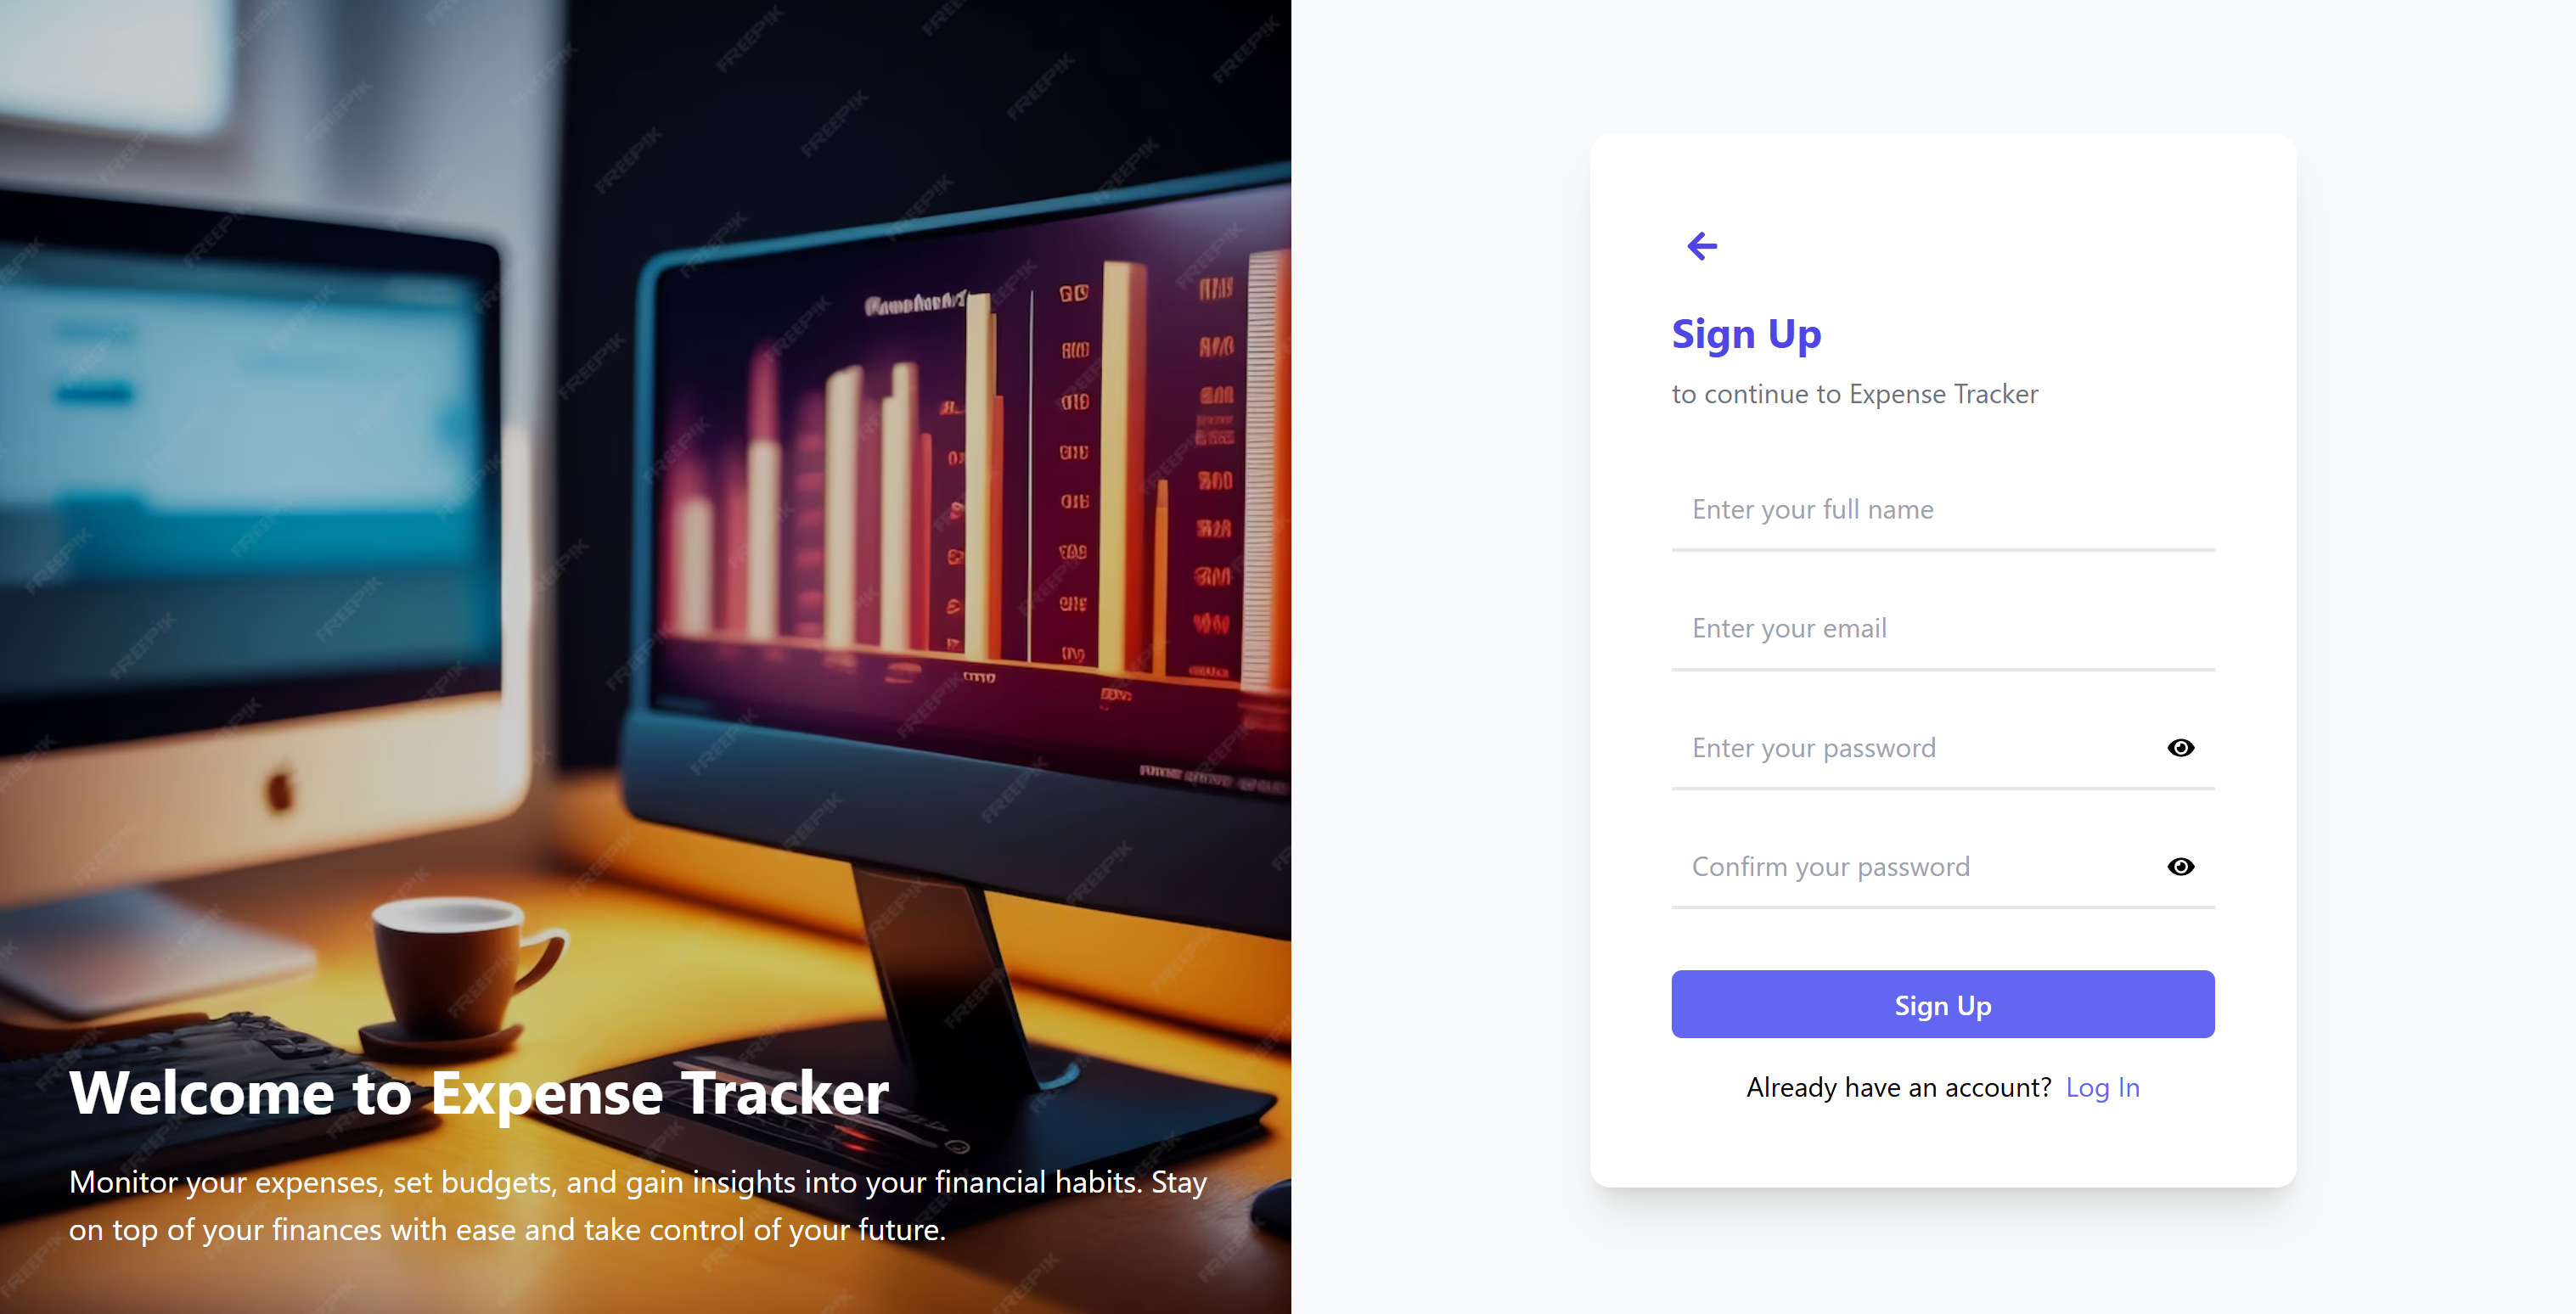 Welcome to Expense Tracker
Monitor your expenses, set budgets, and gain insights into your financial habits. Stay
on top of your finances with ease and take control of your future.
Sign Up
to continue to Expense Tracker
Enter your full name
Enter your email
Enter your password
Confirm your password
Sign Up
Already have an account? Log In
FREEPIK